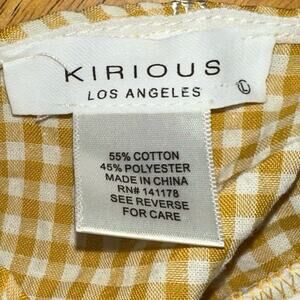 KIRIOUS
LOS ANGELES
L
55% COTTON
45% POLYESTER
MADE IN CHINA
RN# 141178
SEE REVERSE
FOR CARE